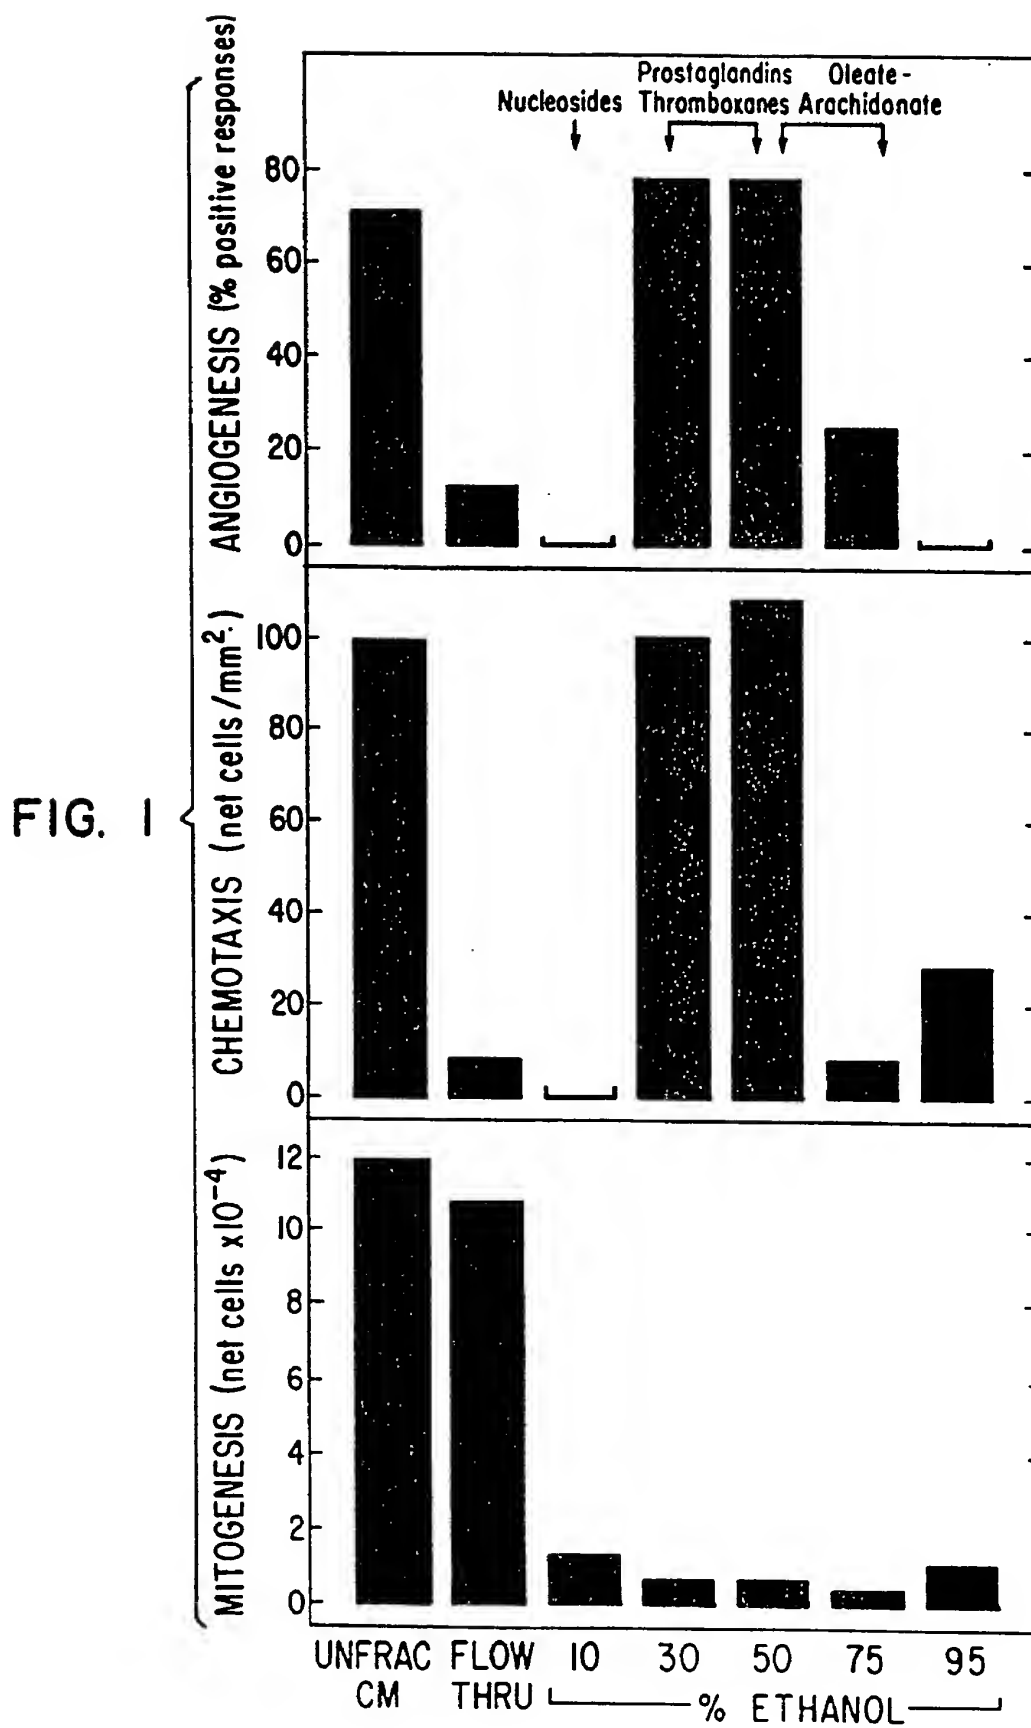 Prostaglandins Oleate-
Nucleosides Thromboxanes Arachidonate
ANGIOGENESIS (% positive responses)
80
60
40
20
0
FIG. 1
CHEMOTAXIS (net cells/mm².)
100
80
60
40
20
0
MITOGENESIS (net cells x10⁻⁴)
12
10
8
6
4
2
0
UNFRAC FLOW 10 30 50 75 95
CM THRU
% ETHANOL